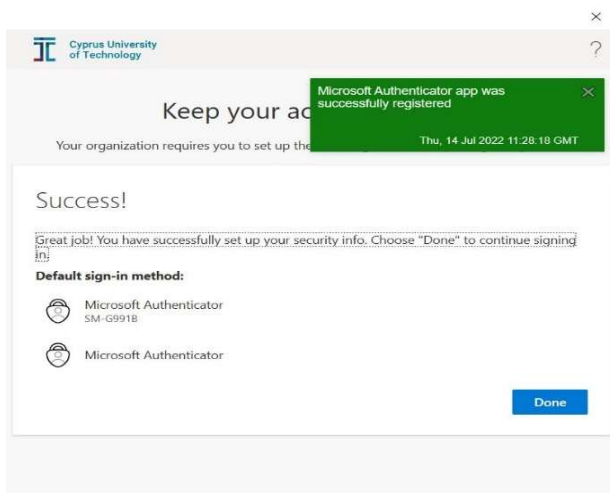 Cyprus University
of Technology
?
Microsoft Authenticator app was
successfully registered
Thu, 14 Jul 2022 11:28:18 GMT
Keep your ac
Your organization requires you to set up the
Success!
Great job! You have successfully set up your security info. Choose "Done" to continue signing
in.
Default sign-in method:
Microsoft Authenticator
SM-G991B
Microsoft Authenticator
Done